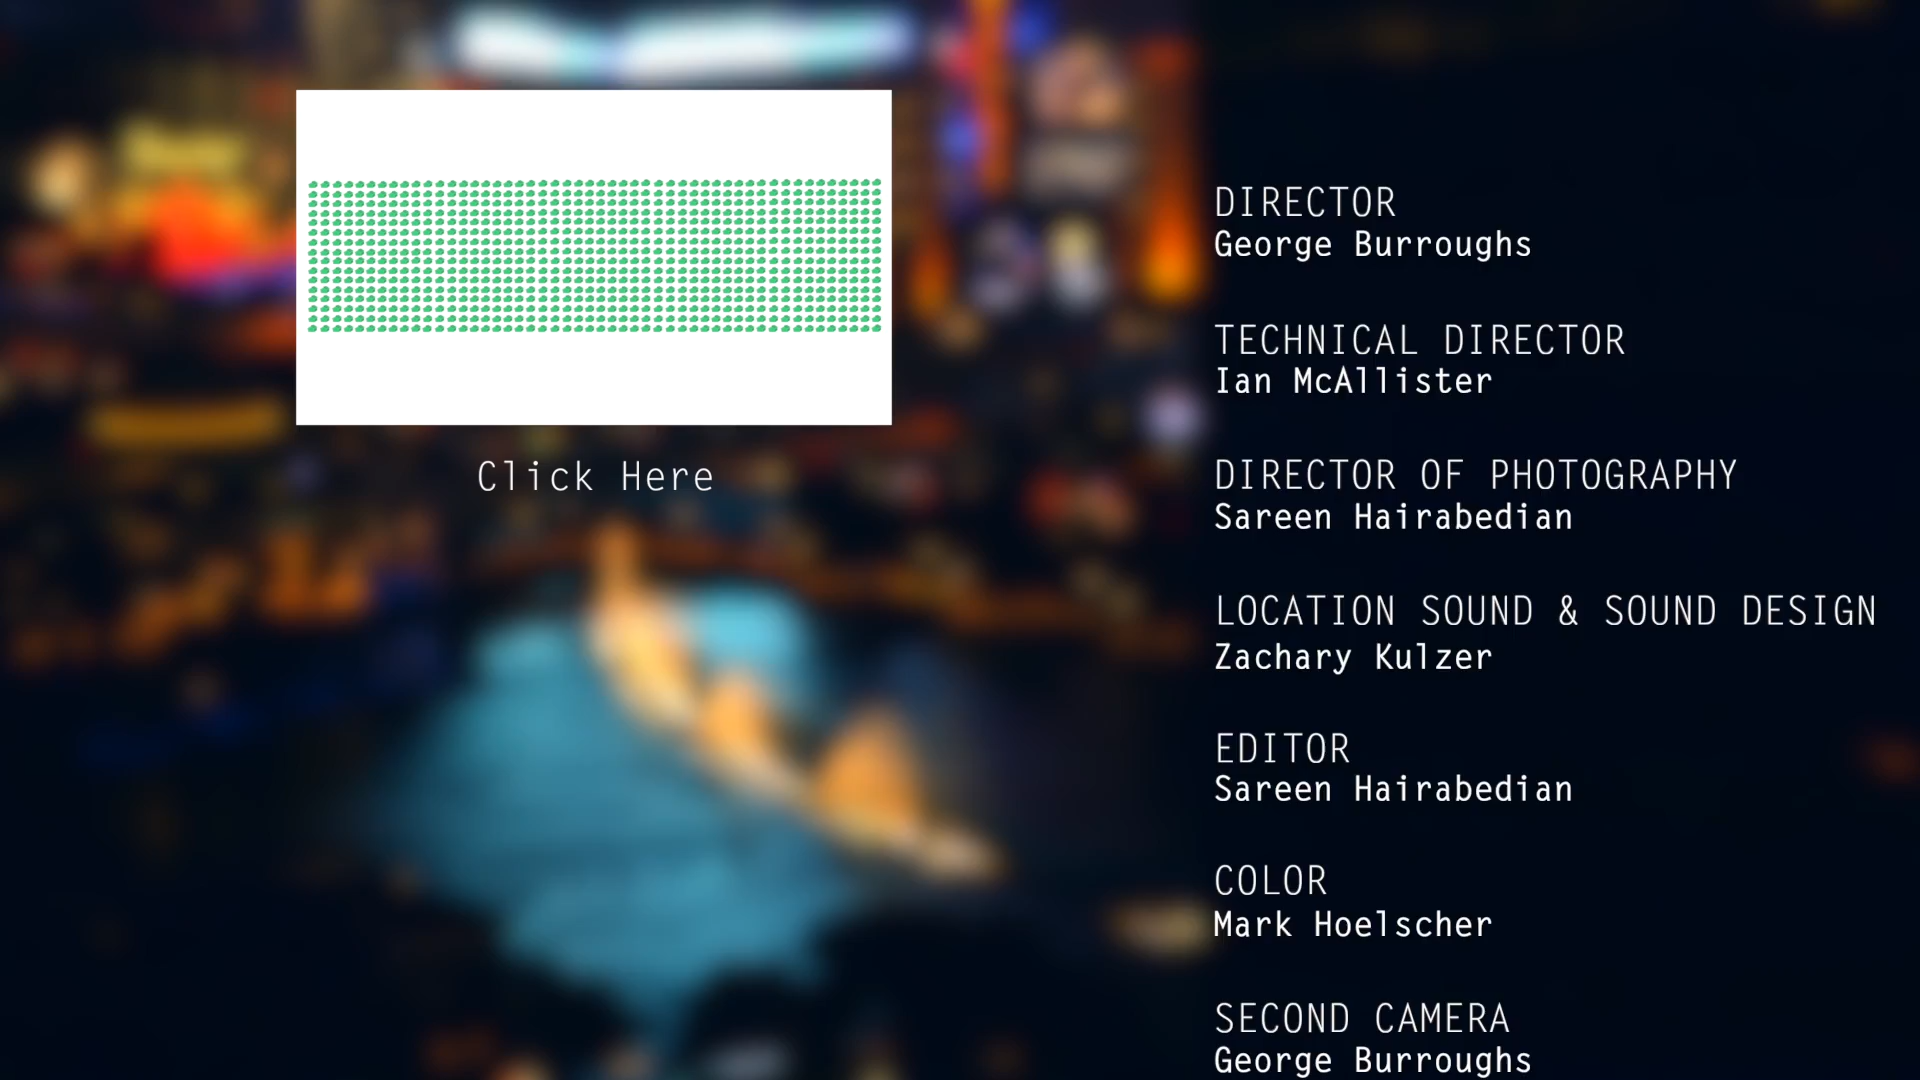 Click Here
DIRECTOR
George Burroughs
TECHNICAL DIRECTOR
Ian McAllister
DIRECTOR OF PHOTOGRAPHY
Sareen Hairabedian
LOCATION SOUND & SOUND DESIGN
Zachary Kulzer
EDITOR
Sareen Hairabedian
COLOR
Mark Hoelscher
SECOND CAMERA
George Burroughs